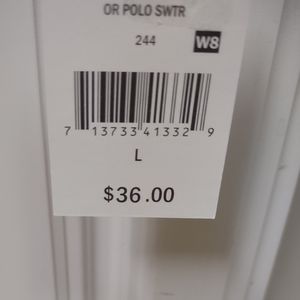 OR POLO SWTR
244 W8
7 13733 41332 9
L
$36.00